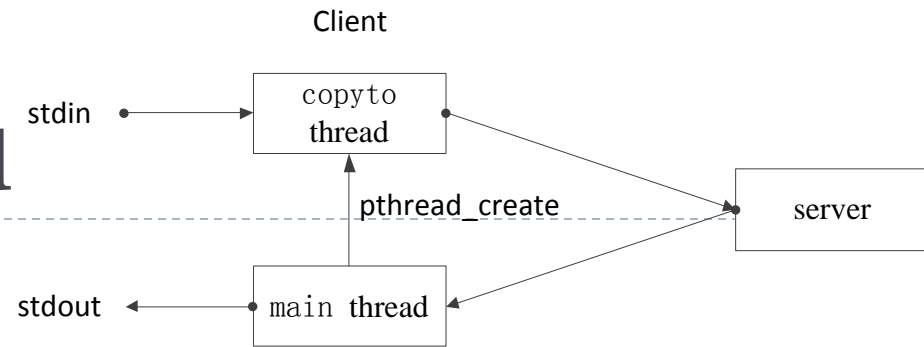 Client
stdin
copyto
thread
pthread_create
server
stdout
main thread